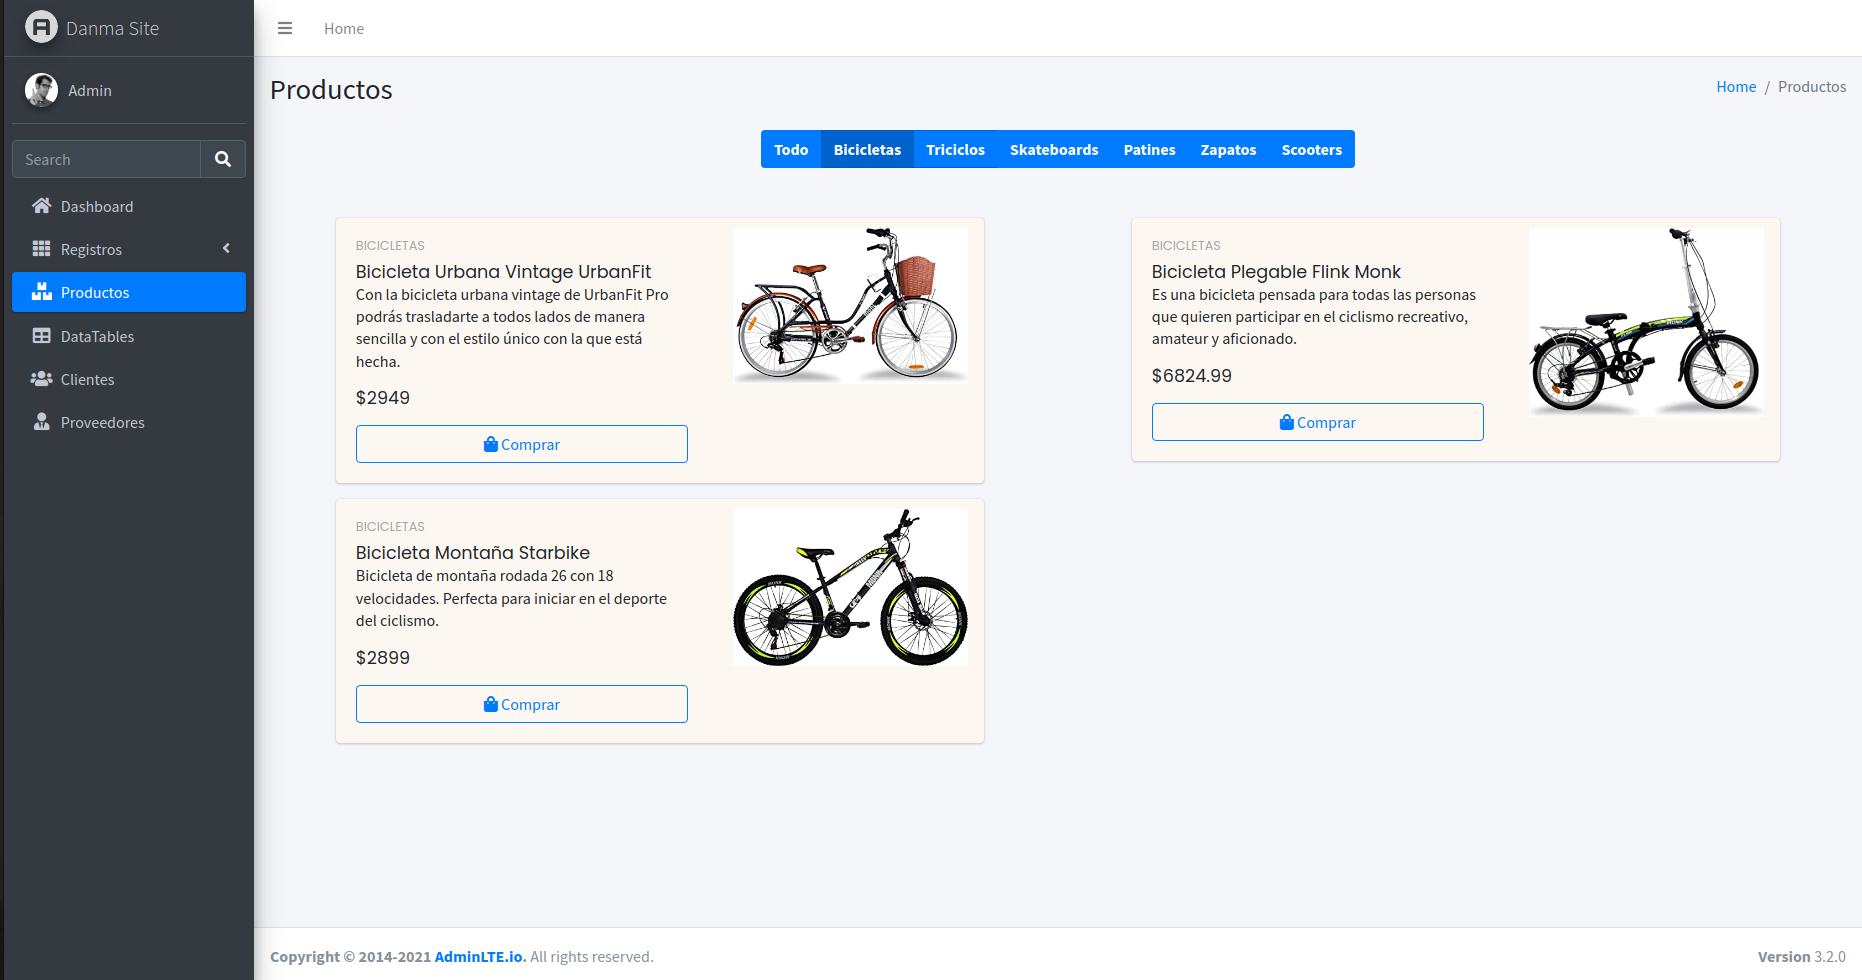 Danma Site
Home
Admin
Search
Dashboard
Registros
Productos
DataTables
Clientes
Proveedores
Productos
Home / Productos
Todo Bicicletas Triciclos Skateboards Patines Zapatos Scooters
BICICLETAS
Bicicleta Urbana Vintage UrbanFit
Con la bicicleta urbana vintage de UrbanFit Pro
podrás trasladarte a todos lados de manera
sencilla y con el estilo único con la que está
hecha.
$2949
Comprar
BICICLETAS
Bicicleta Plegable Flink Monk
Es una bicicleta pensada para todas las personas
que quieren participar en el ciclismo recreativo,
amateur y aficionado.
$6824.99
Comprar
BICICLETAS
Bicicleta Montaña Starbike
Bicicleta de montaña rodada 26 con 18
velocidades. Perfecta para iniciar en el deporte
del ciclismo.
$2899
Comprar
Copyright © 2014-2021 AdminLTE.io. All rights reserved.
Version 3.2.0